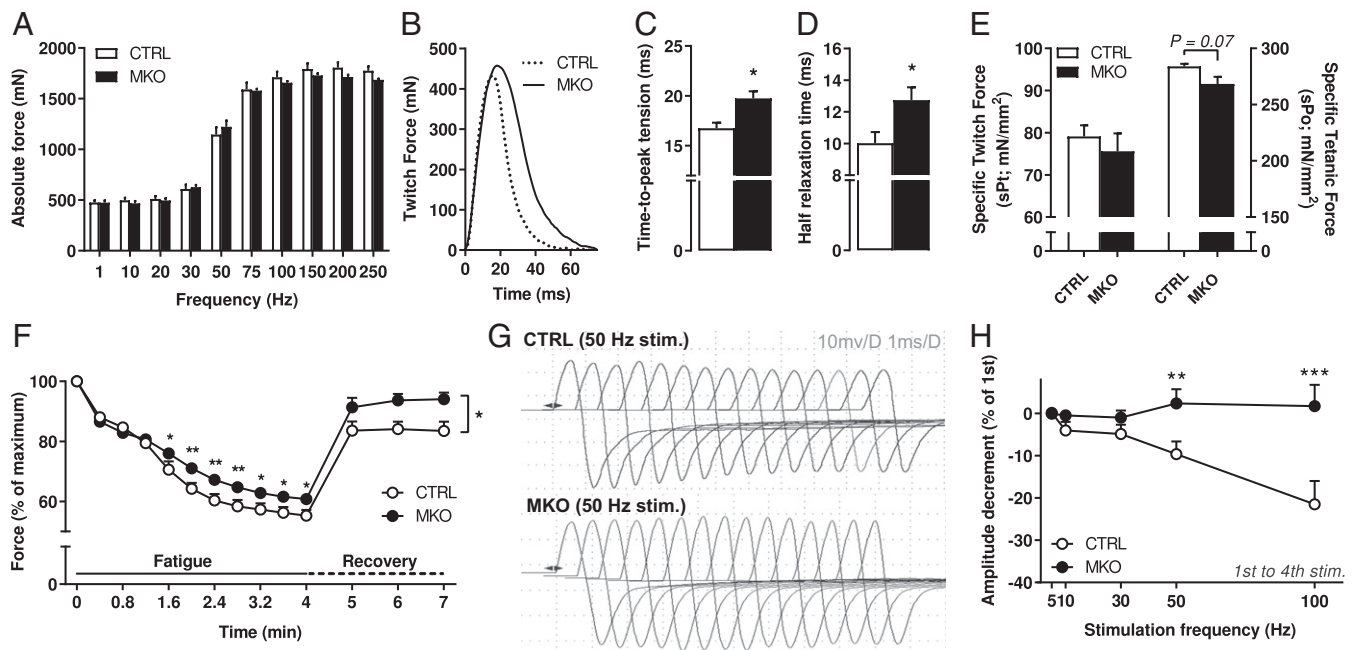 A
Absolute force (mN)
2000
1500
1000
500
0
CTRL
MKO
1 10 20 30 50 75 100 150 200 250
Frequency (Hz)
B
Twitch Force (mN)
500
400
300
200
100
0
CTRL
MKO
0 20 40 60
Time (ms)
C
Time-to-peak tension (ms)
25
20
15
0
*
D
Half relaxation time (ms)
16
14
12
10
8
0
*
E
Specific Twitch Force
(sPt; mN/mm²)
100
90
80
70
60
0
CTRL
MKO
P = 0.07
300
250
200
150
0
Specific Tetanic Force
(sPo; mN/mm²)
CTRL MKO CTRL MKO
F
Force (% of maximum)
100
80
60
0
* ** ** ** * * *
*
CTRL
MKO
Fatigue Recovery
0 0.8 1.6 2.4 3.2 4 5 6 7
Time (min)
G
CTRL (50 Hz stim.)
10mv/D 1ms/D
MKO (50 Hz stim.)
H
Amplitude decrement (% of 1st)
0
-10
-20
-30
-40
** ***
CTRL
MKO
1st to 4th stim.
5 10 30 50 100
Stimulation frequency (Hz)